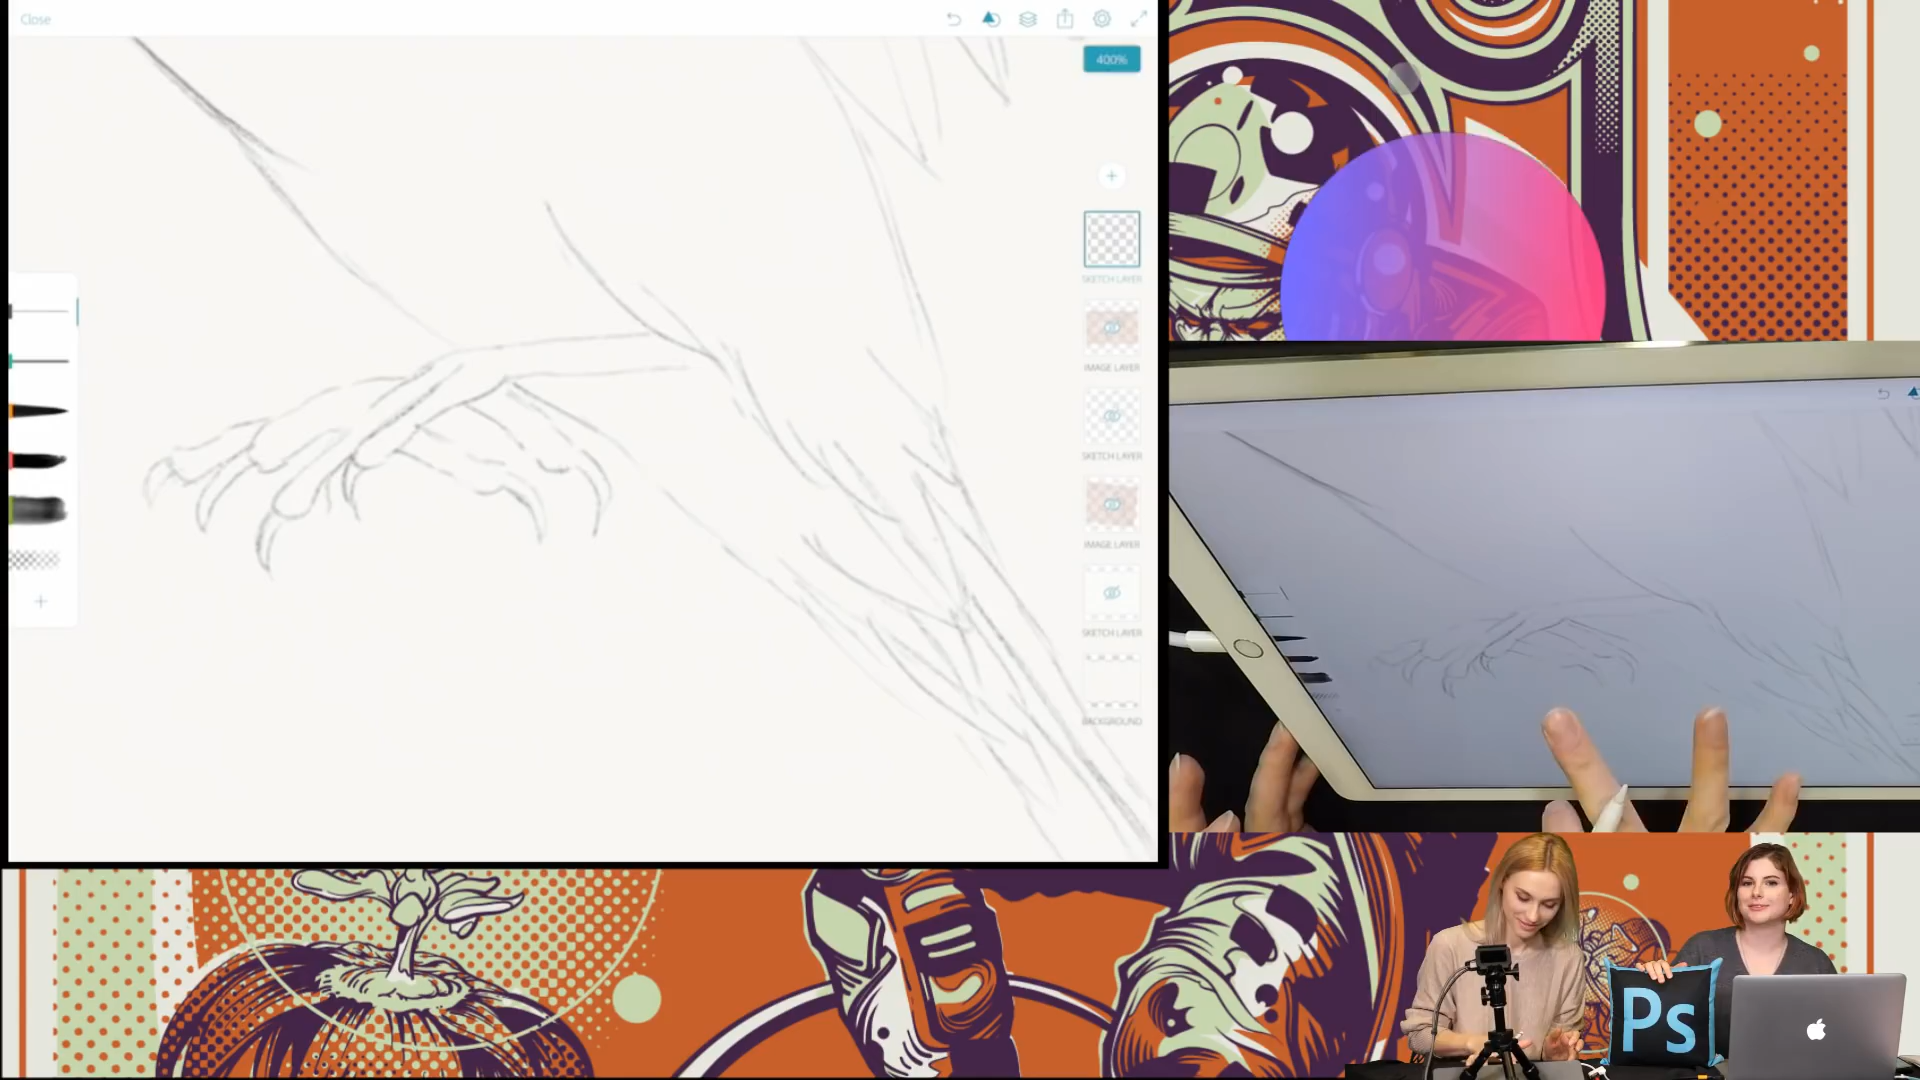 Close
400%
SKETCH LAYER
IMAGE LAYER
SKETCH LAYER
IMAGE LAYER
SKETCH LAYER
BACKGROUND
Ps